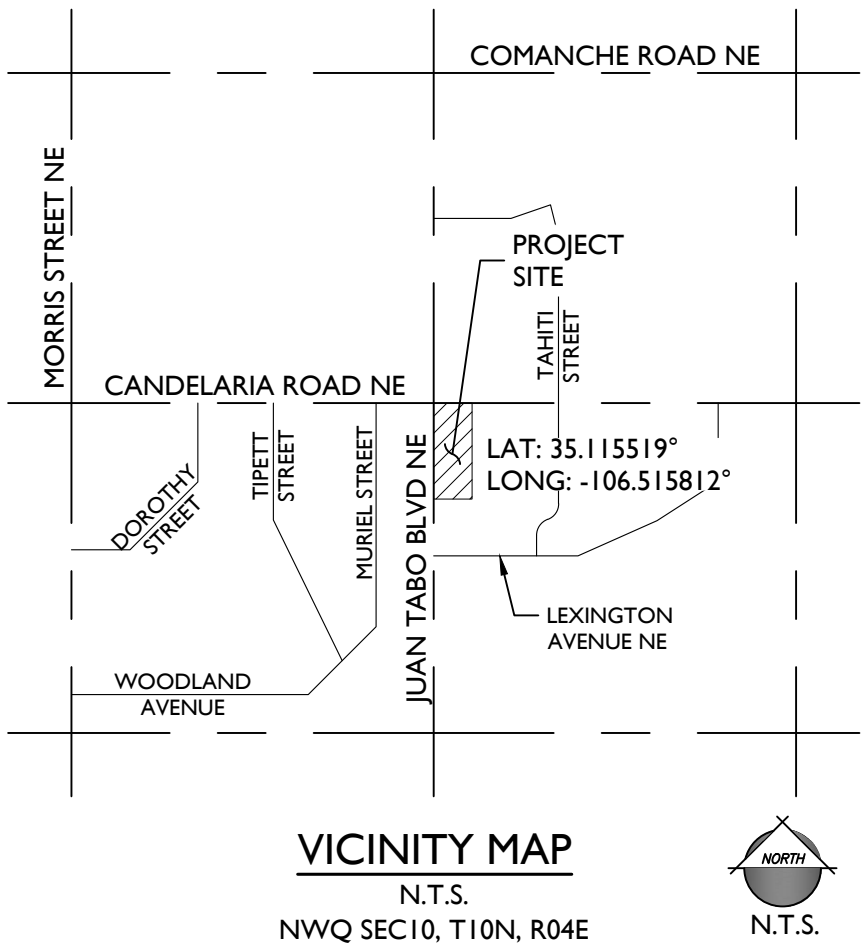 COMANCHE ROAD NE
MORRIS STREET NE
PROJECT
SITE
TAHITI
STREET
CANDELARIA ROAD NE
DOROTHY
STREET
TIPETT
STREET
MURIEL STREET
JUAN TABO BLVD NE
LAT: 35.115519°
LONG: -106.515812°
LEXINGTON
AVENUE NE
WOODLAND
AVENUE
VICINITY MAP
N.T.S.
NWQ SEC10, T10N, R04E
NORTH
N.T.S.